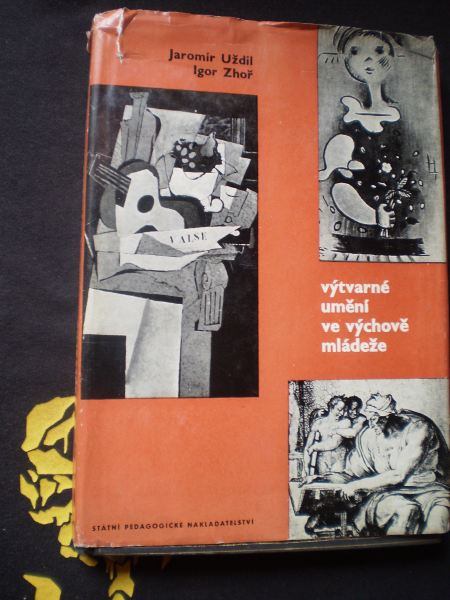 Jaromír Uždil
Igor Zhoř
VALSE
výtvarné
umění
ve výchově
mládeže
STÁTNÍ PEDAGOGICKÉ NAKLADATELSTVÍ